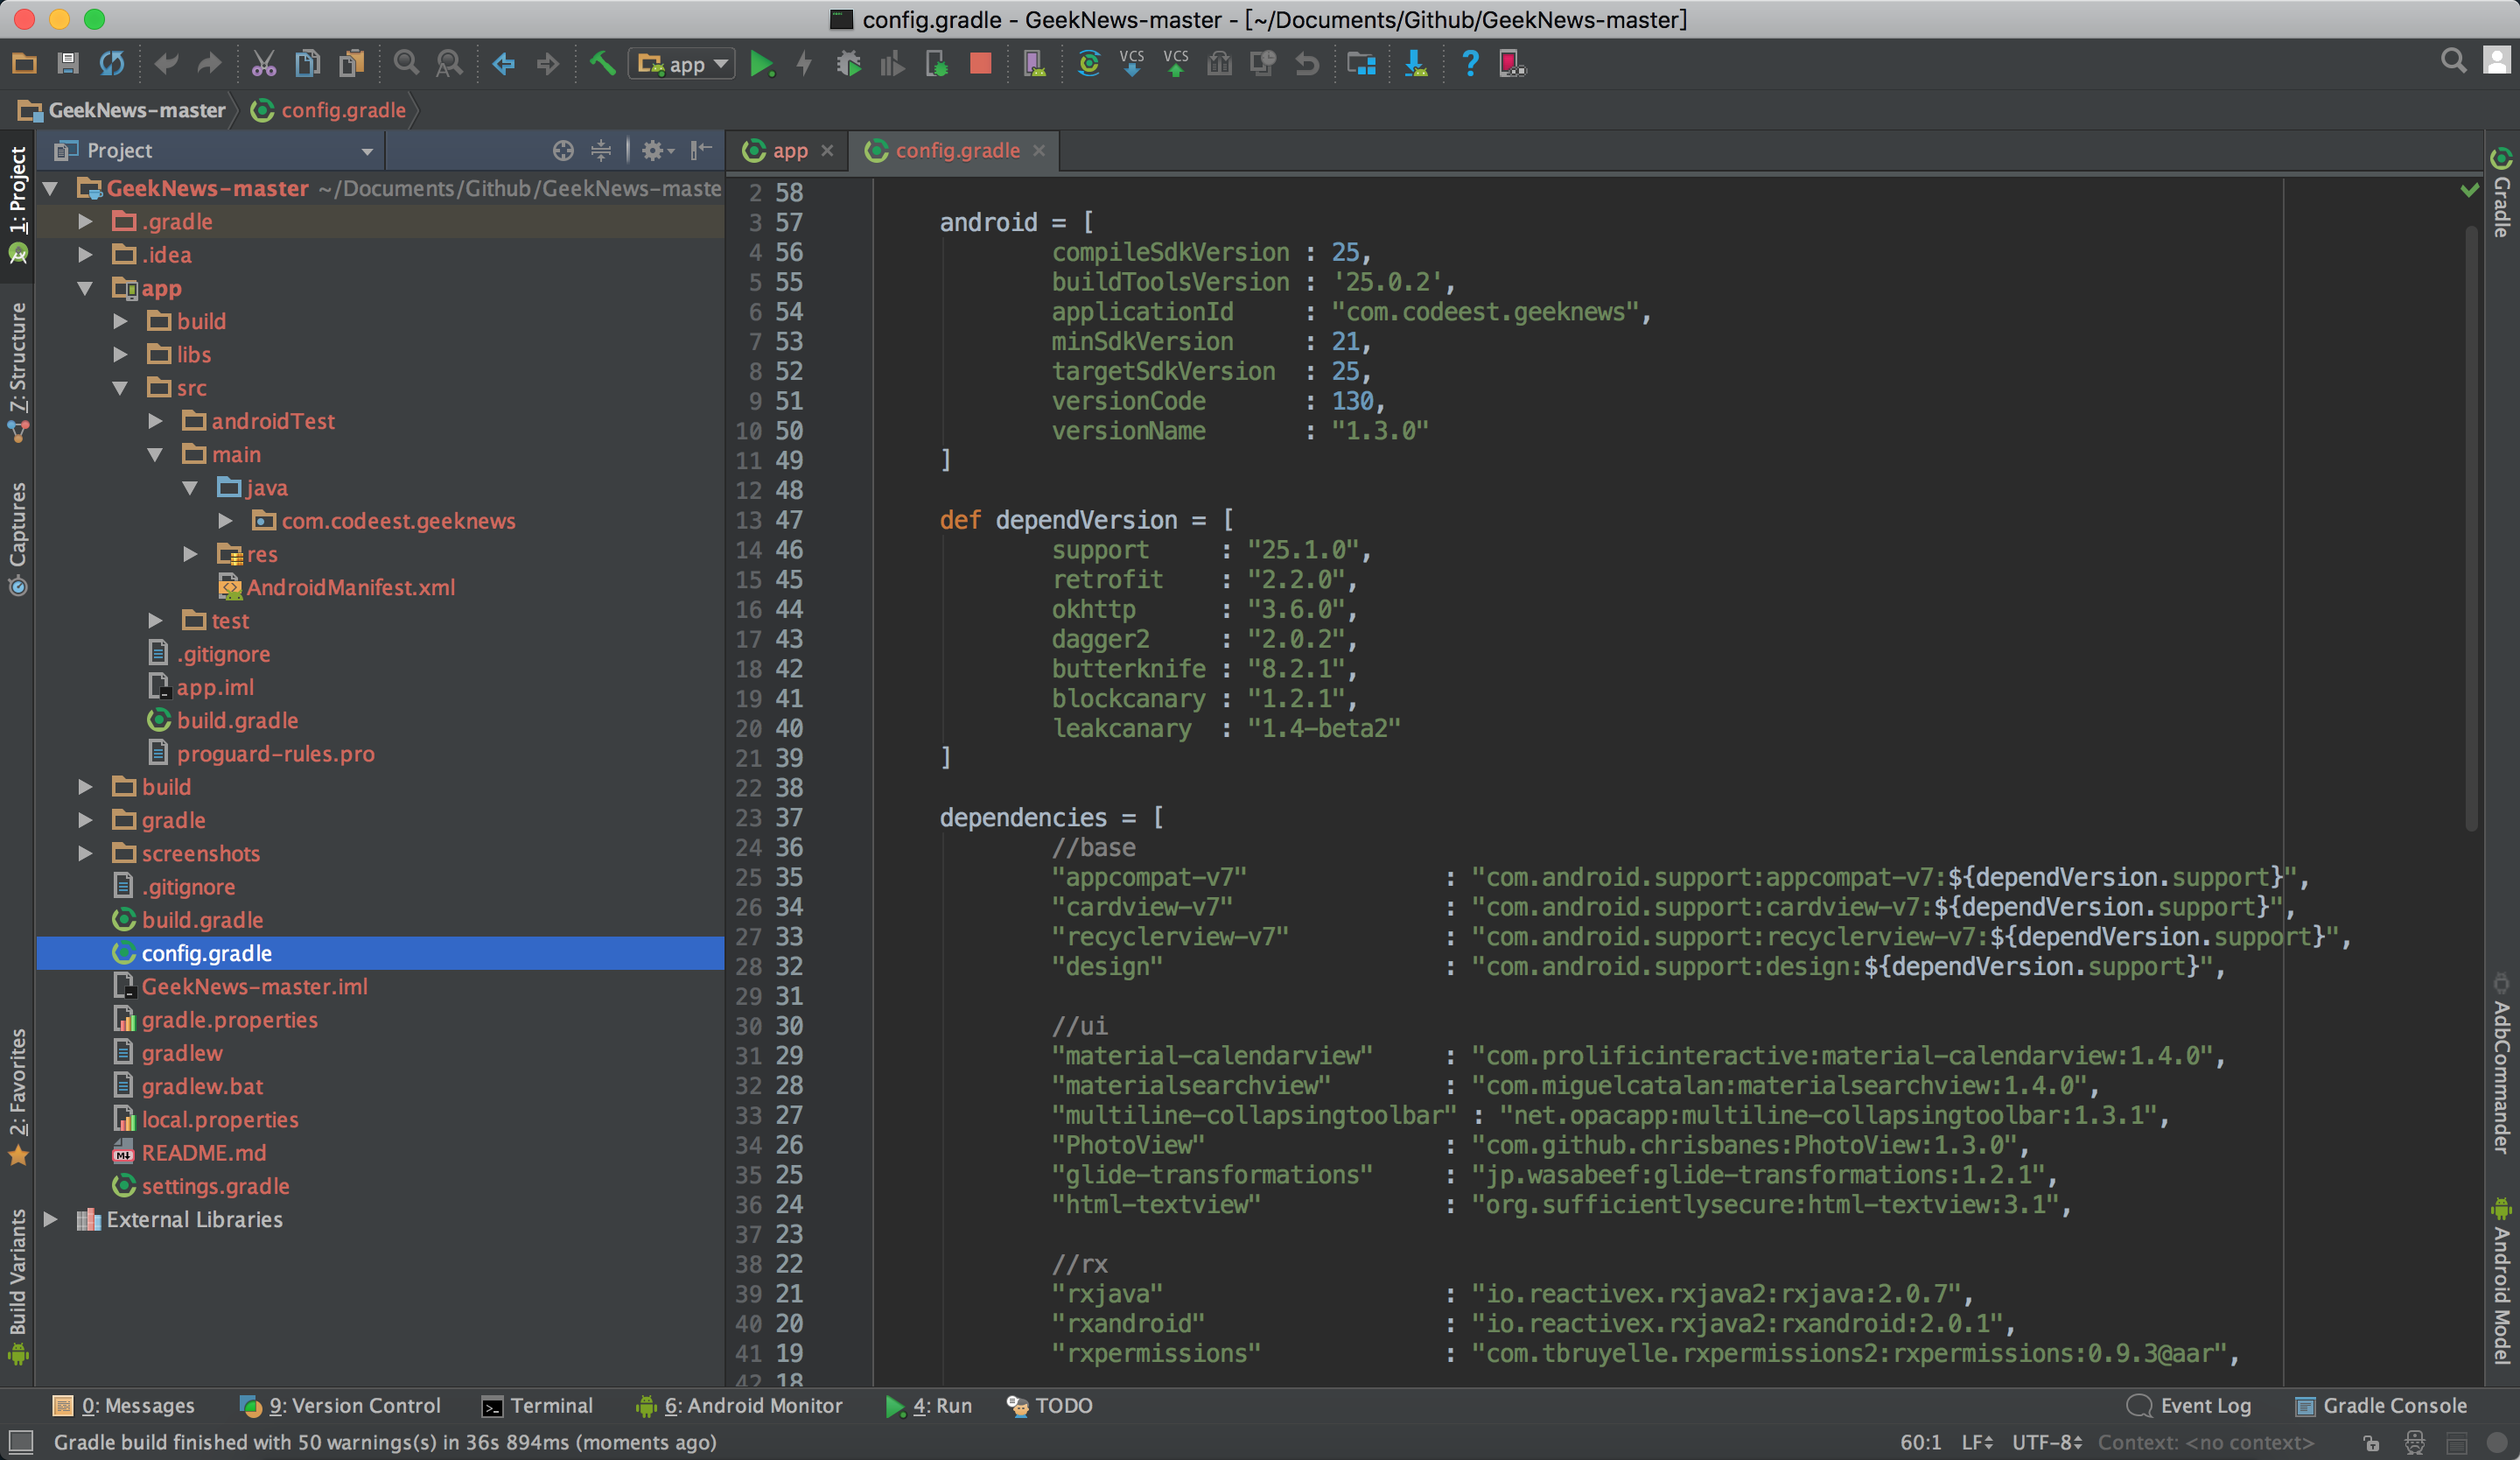 config.gradle - GeekNews-master - [~/Documents/Github/GeekNews-master]
app
VCS
VCS
?
GeekNews-master
config.gradle
1: Project
7: Structure
Captures
2: Favorites
Build Variants
Project
GeekNews-master ~/Documents/Github/GeekNews-maste
.gradle
.idea
app
build
libs
src
androidTest
main
java
com.codeest.geeknews
res
AndroidManifest.xml
test
.gitignore
app.iml
build.gradle
proguard-rules.pro
build
gradle
screenshots
.gitignore
build.gradle
config.gradle
GeekNews-master.iml
gradle.properties
gradlew
gradlew.bat
local.properties
README.md
settings.gradle
External Libraries
app
config.gradle
2 58
3 57 android = [
4 56 compileSdkVersion : 25,
5 55 buildToolsVersion : '25.0.2',
6 54 applicationId : "com.codeest.geeknews",
7 53 minSdkVersion : 21,
8 52 targetSdkVersion : 25,
9 51 versionCode : 130,
10 50 versionName : "1.3.0"
11 49 ]
12 48
13 47 def dependVersion = [
14 46 support : "25.1.0",
15 45 retrofit : "2.2.0",
16 44 okhttp : "3.6.0",
17 43 dagger2 : "2.0.2",
18 42 butterknife : "8.2.1",
19 41 blockcanary : "1.2.1",
20 40 leakcanary : "1.4-beta2"
21 39 ]
22 38
23 37 dependencies = [
24 36 //base
25 35 "appcompat-v7" : "com.android.support:appcompat-v7:${dependVersion.support}",
26 34 "cardview-v7" : "com.android.support:cardview-v7:${dependVersion.support}",
27 33 "recyclerview-v7" : "com.android.support:recyclerview-v7:${dependVersion.support}",
28 32 "design" : "com.android.support:design:${dependVersion.support}",
29 31
30 30 //ui
31 29 "material-calendarview" : "com.prolificinteractive:material-calendarview:1.4.0",
32 28 "materialsearchview" : "com.miguelcatalan:materialsearchview:1.4.0",
33 27 "multiline-collapsingtoolbar" : "net.opacapp:multiline-collapsingtoolbar:1.3.1",
34 26 "PhotoView" : "com.github.chrisbanes:PhotoView:1.3.0",
35 25 "glide-transformations" : "jp.wasabeef:glide-transformations:1.2.1",
36 24 "html-textview" : "org.sufficientlysecure:html-textview:3.1",
37 23
38 22 //rx
39 21 "rxjava" : "io.reactivex.rxjava2:rxjava:2.0.7",
40 20 "rxandroid" : "io.reactivex.rxjava2:rxandroid:2.0.1",
41 19 "rxpermissions" : "com.tbruyelle.rxpermissions2:rxpermissions:0.9.3@aar",
42 18
Gradle
AdbCommander
Android Model
0: Messages
9: Version Control
Terminal
6: Android Monitor
4: Run
TODO
Event Log
Gradle Console
Gradle build finished with 50 warnings(s) in 36s 894ms (moments ago)
60:1 LF UTF-8 Context: <no context>